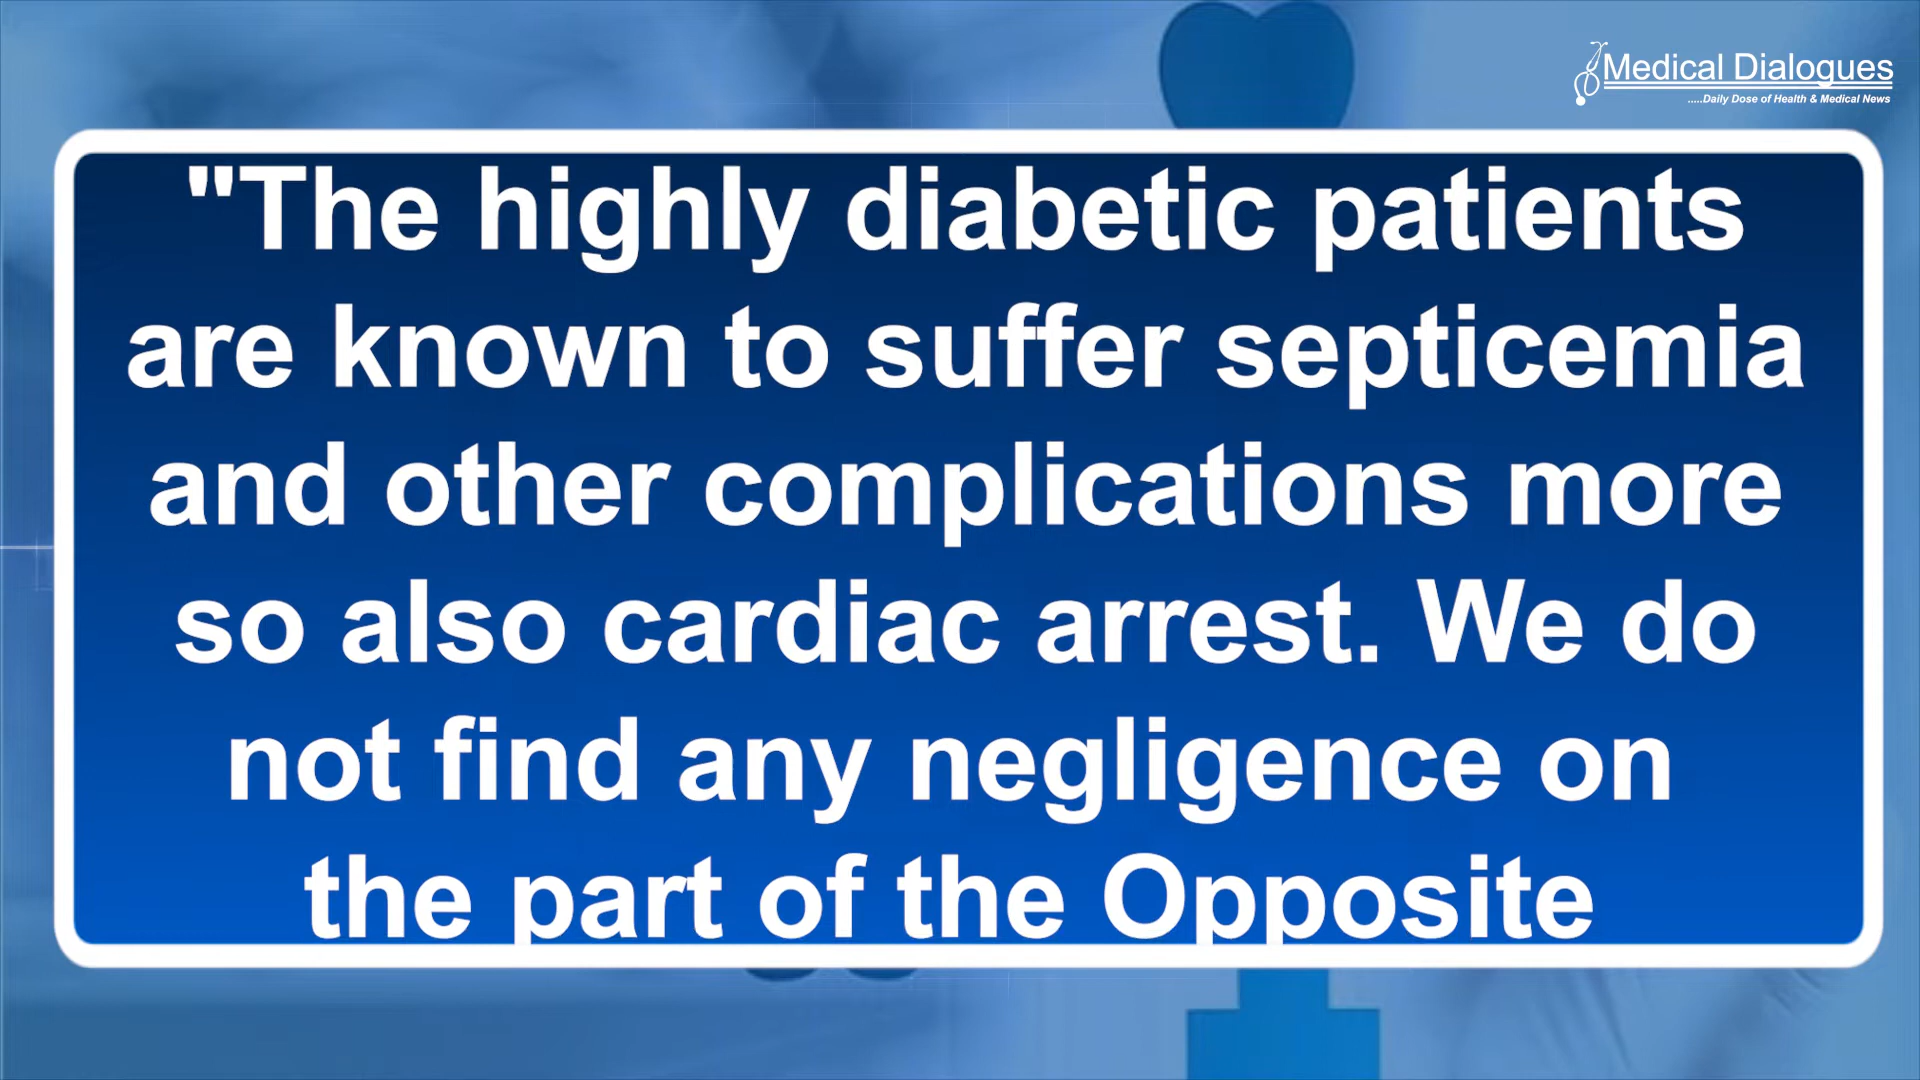 Medical Dialogues
.....Daily Dose of Health & Medical News
"The highly diabetic patients
are known to suffer septicemia
and other complications more
so also cardiac arrest. We do
not find any negligence on
the part of the Opposite